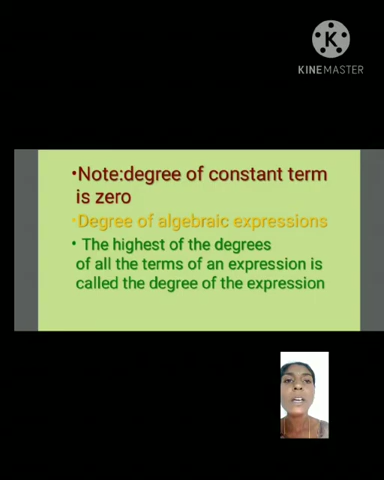 K
KINEMASTER
•Note:degree of constant term
is zero
•Degree of algebraic expressions
• The highest of the degrees
of all the terms of an expression is
called the degree of the expression